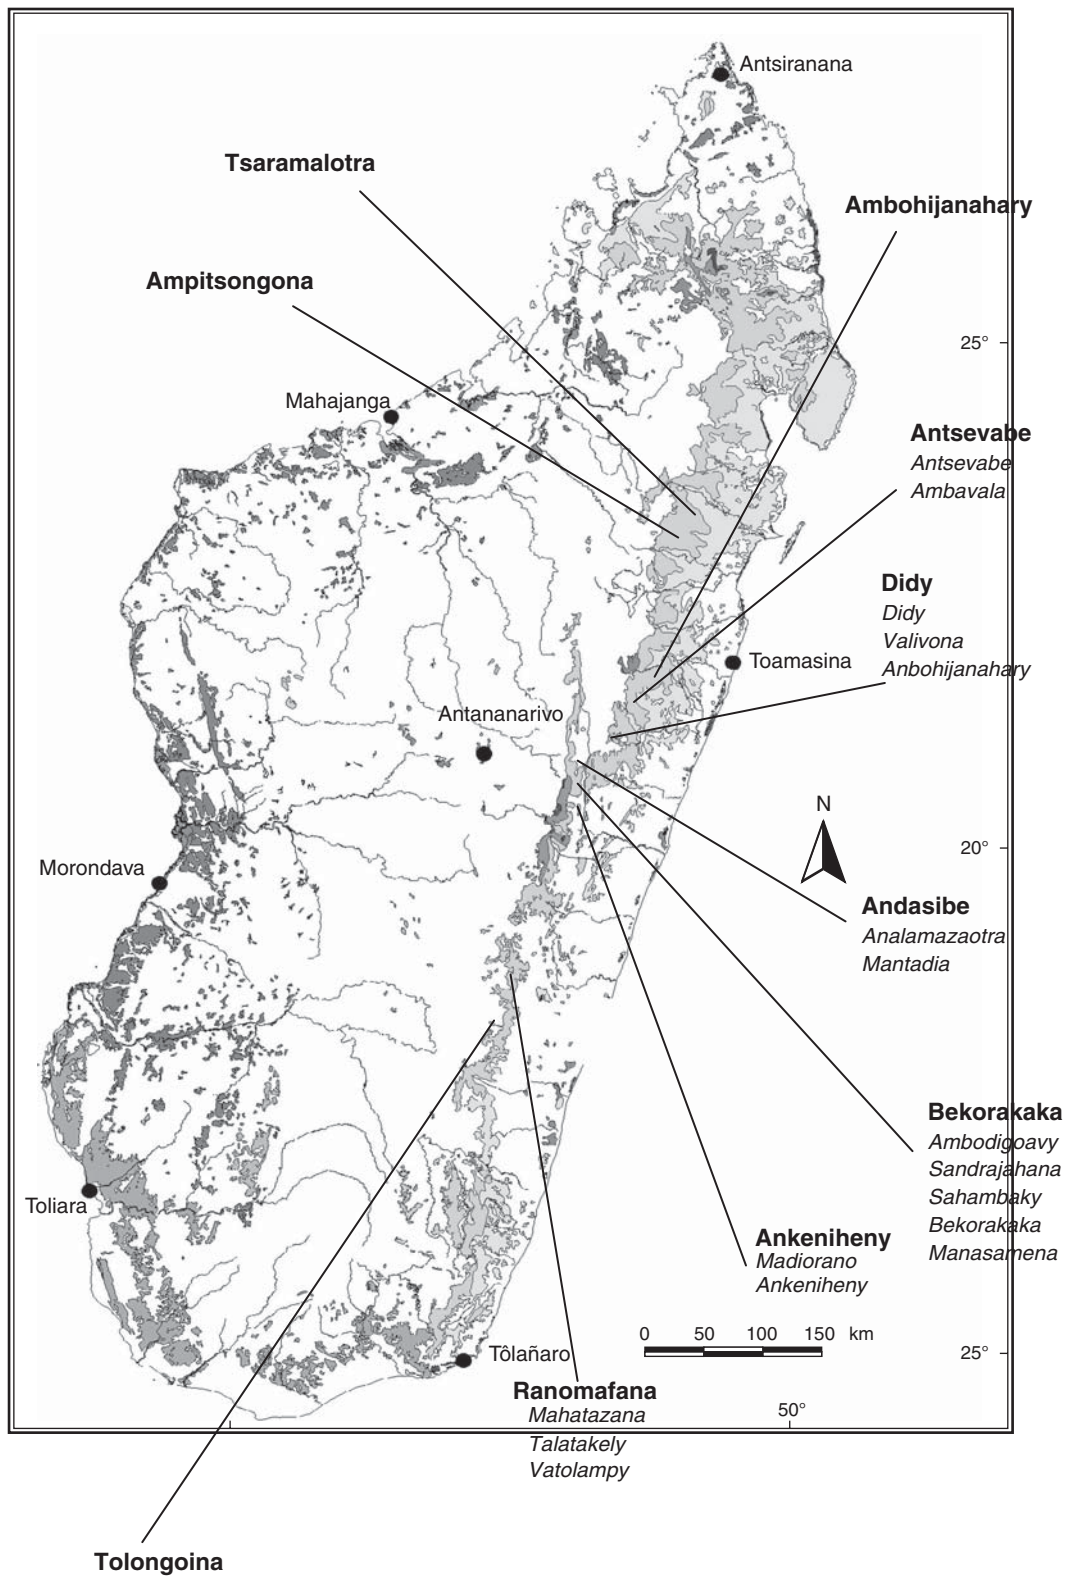 Antsiranana
Tsaramalotra
Ambohijanahary
Ampitsongona
25°
Mahajanga
Antsevabe
Antsevabe
Ambavala
Didy
Didy
Valivona
Anbohijanahary
Toamasina
Antananarivo
N
20°
Morondava
Andasibe
Analamazaotra
Mantadia
Bekorakaka
Ambodigoavy
Sandrajahana
Sahambaky
Bekorakaka
Manasamena
Toliara
Ankeniheny
Madiorano
Ankeniheny
0 50 100 150 km
Tôlañaro
25°
Ranomafana
Mahatazana
Talatakely
Vatolampy
50°
Tolongoina